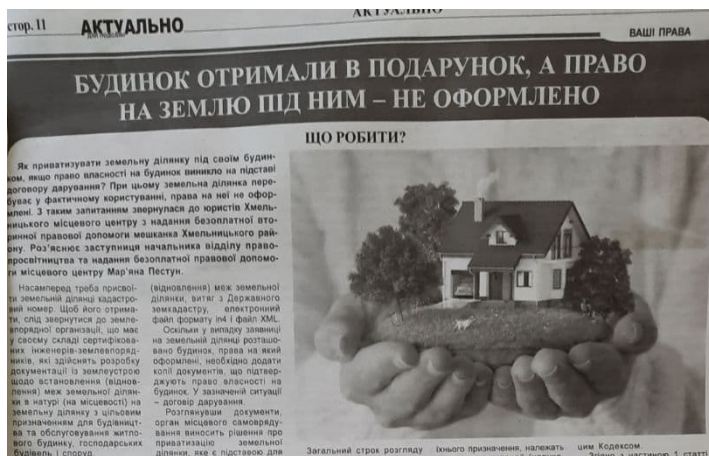 стор. 11
АКТУАЛЬНО
АКТУАЛЬНО
ВАШІ ПРАВА
БУДИНОК ОТРИМАЛИ В ПОДАРУНОК, А ПРАВО
НА ЗЕМЛЮ ПІД НИМ – НЕ ОФОРМЛЕНО
ЩО РОБИТИ?
Як приватизувати земельну ділянку під своїм будин-
ком, якщо право власності на будинок виникло на підставі
договору дарування? При цьому земельна ділянка пере-
буває у фактичному користуванні, права на неї не офор-
млені. З таким запитанням звернулася до юристів Хмель-
ницького місцевого центру з надання безоплатної вто-
ринної правової допомоги мешканка Хмельницького рай-
ону. Роз'яснює заступниця начальника відділу право-
просвітництва та надання безоплатної правової допомо-
ги місцевого центру Мар'яна Пестун.
Насамперед треба присвої-
ти земельній ділянці кадастро-
вий номер. Щоб його отрима-
ти, слід звернутися до земле-
впорядної організації, що має
у своєму складі сертифікова-
них інженерів-землевпоряд-
ників, які здійснять розробку
документації із землеустрою
щодо встановлення (віднов-
лення) меж земельної ділян-
ки в натурі (на місцевості) на
земельну ділянку з цільовим
призначенням для будівницт-
ва та обслуговування житло-
вого будинку, господарських
будівель і споруд.
(відновлення) меж земельної
ділянки, витяг з Державного
земкадастру, електронний
файл формату in4 і файл XML.
Оскільки у випадку заявниці
на земельній ділянці розташо-
вано будинок, права на який
оформлені, необхідно додати
копії документів, що підтвер-
джують право власності на
будинок. У зазначеній ситуації
– договір дарування.
Розглянувши документи,
орган місцевого самовряду-
вання виносить рішення про
приватизацію земельної
ділянки, яке є підставою для
Загальний строк розгляду
їхнього призначення, належать
цим Кодексом.
Згідно з частиною 1 статті